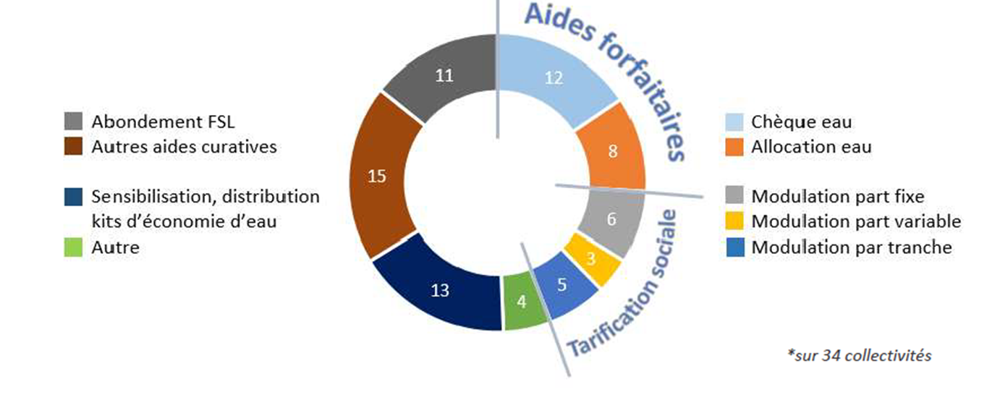 Aides forfaitaires
11
12
8
15
6
3
5
4
13
Tarification sociale
Abondement FSL
Autres aides curatives
Sensibilisation, distribution
kits d'économie d'eau
Autre
Chèque eau
Allocation eau
Modulation part fixe
Modulation part variable
Modulation par tranche
*sur 34 collectivités